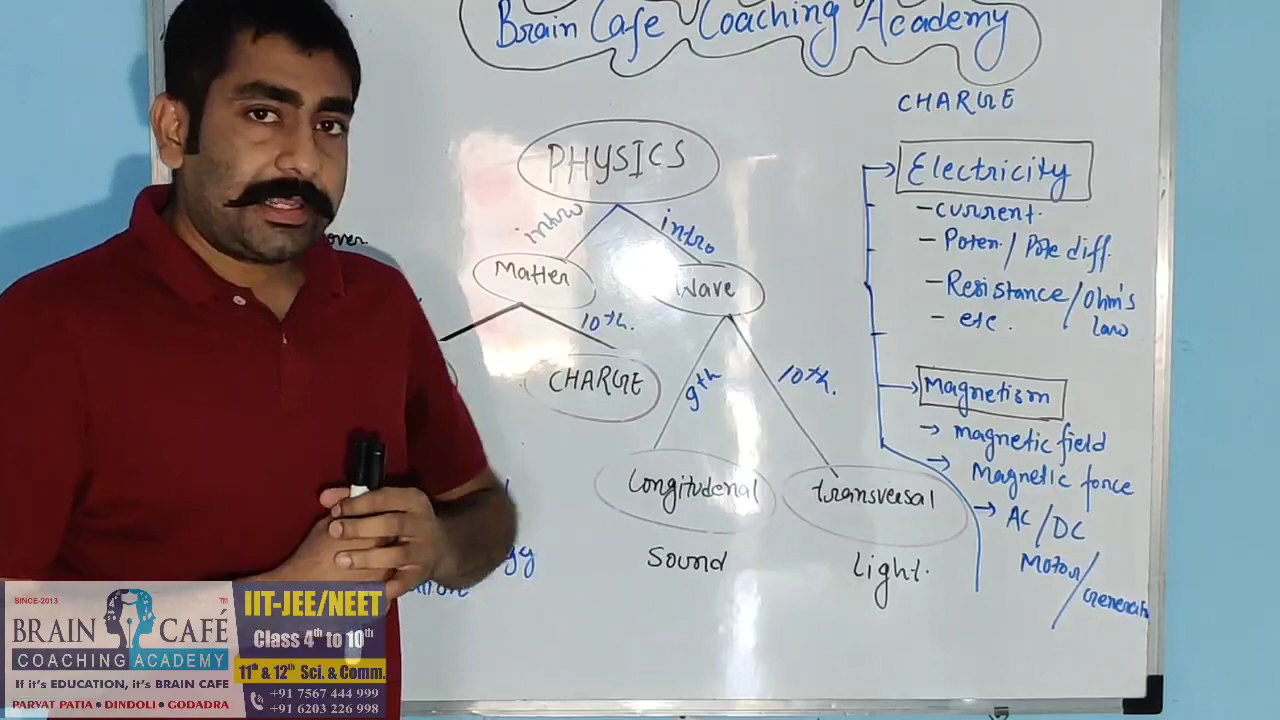 Brain Cafe Coaching Academy
CHARGE
PHYSICS
intro
intro
Matter
Wave
10th.
CHARGE
9th
10th.
Longitudenal
transversal
Sound
Light.
Electricity
- Current.
- Poten. / Pote diff.
- Resistance / Ohm's law
- etc.
Magnetism
→ Magnetic field
→ Magnetic force
→ AC / DC
Motor /
SINCE-2013
TM
BRAIN CAFÉ
COACHING ACADEMY
If it's EDUCATION, it's BRAIN CAFE
PARVAT PATIA • DINDOLI • GODADRA
IIT-JEE/NEET
Class 4th to 10th
11th & 12th Sci. & Comm.
+91 7567 444 999
+91 6203 226 998